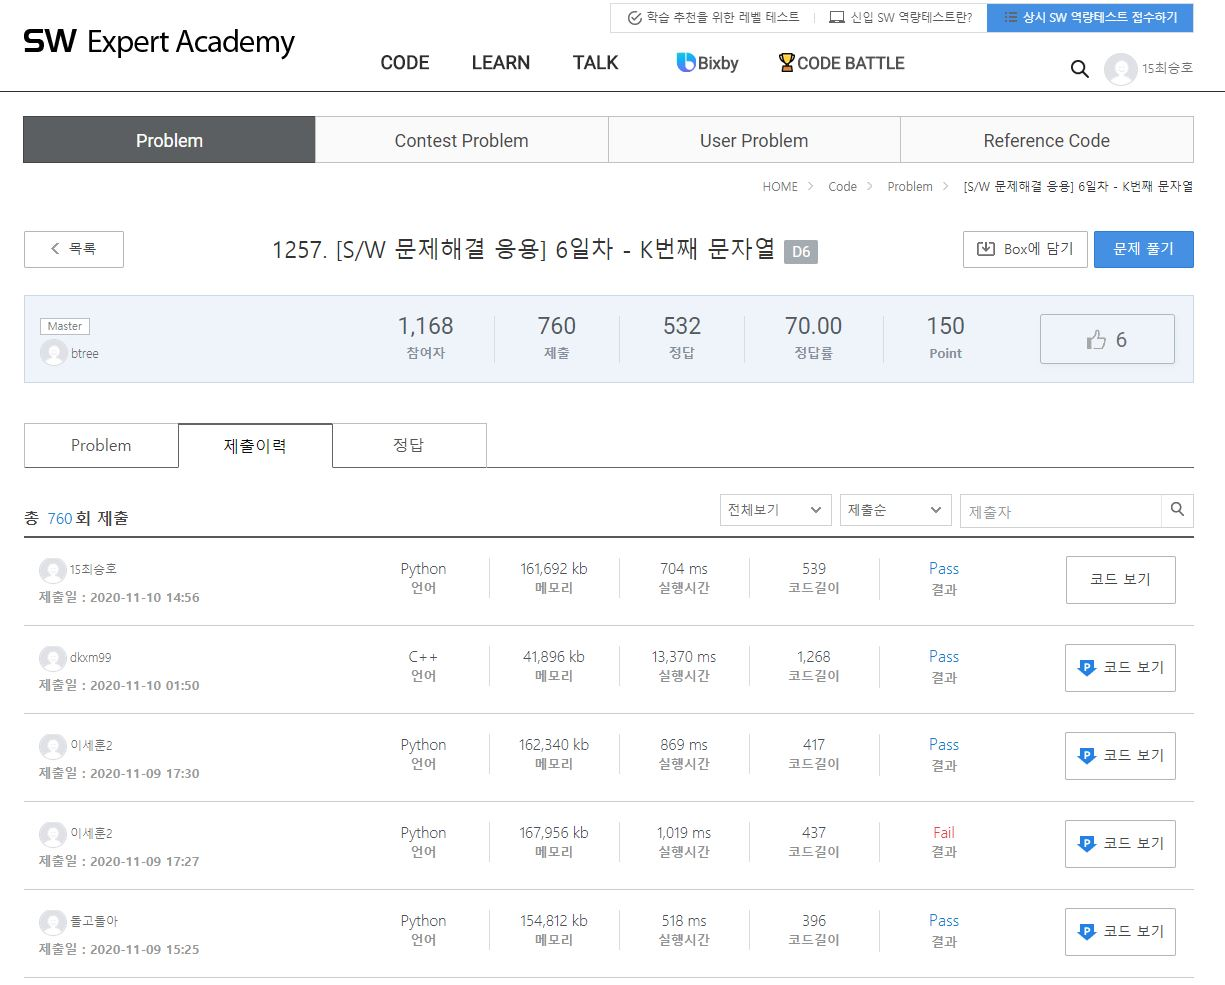 학습 추천을 위한 레벨 테스트 신입 SW 역량테스트란? 상시 SW 역량테스트 접수하기
SW Expert Academy
CODE LEARN TALK Bixby CODE BATTLE 15최승호
Problem Contest Problem User Problem Reference Code
HOME > Code > Problem > [S/W 문제해결 응용] 6일차 - K번째 문자열
< 목록 1257. [S/W 문제해결 응용] 6일차 - K번째 문자열 D6 Box에 담기 문제 풀기
Master
btree
1,168 760 532 70.00 150 6
참여자 제출 정답 정답률 Point
Problem 제출이력 정답
총 760회 제출 전체보기 제출순 제출자
15최승호 Python 161,692 kb 704 ms 539 Pass 코드 보기
제출일 : 2020-11-10 14:56 언어 메모리 실행시간 코드길이 결과
dkxm99 C++ 41,896 kb 13,370 ms 1,268 Pass P 코드 보기
제출일 : 2020-11-10 01:50 언어 메모리 실행시간 코드길이 결과
이세훈2 Python 162,340 kb 869 ms 417 Pass P 코드 보기
제출일 : 2020-11-09 17:30 언어 메모리 실행시간 코드길이 결과
이세훈2 Python 167,956 kb 1,019 ms 437 Fail P 코드 보기
제출일 : 2020-11-09 17:27 언어 메모리 실행시간 코드길이 결과
돌고돌아 Python 154,812 kb 518 ms 396 Pass P 코드 보기
제출일 : 2020-11-09 15:25 언어 메모리 실행시간 코드길이 결과